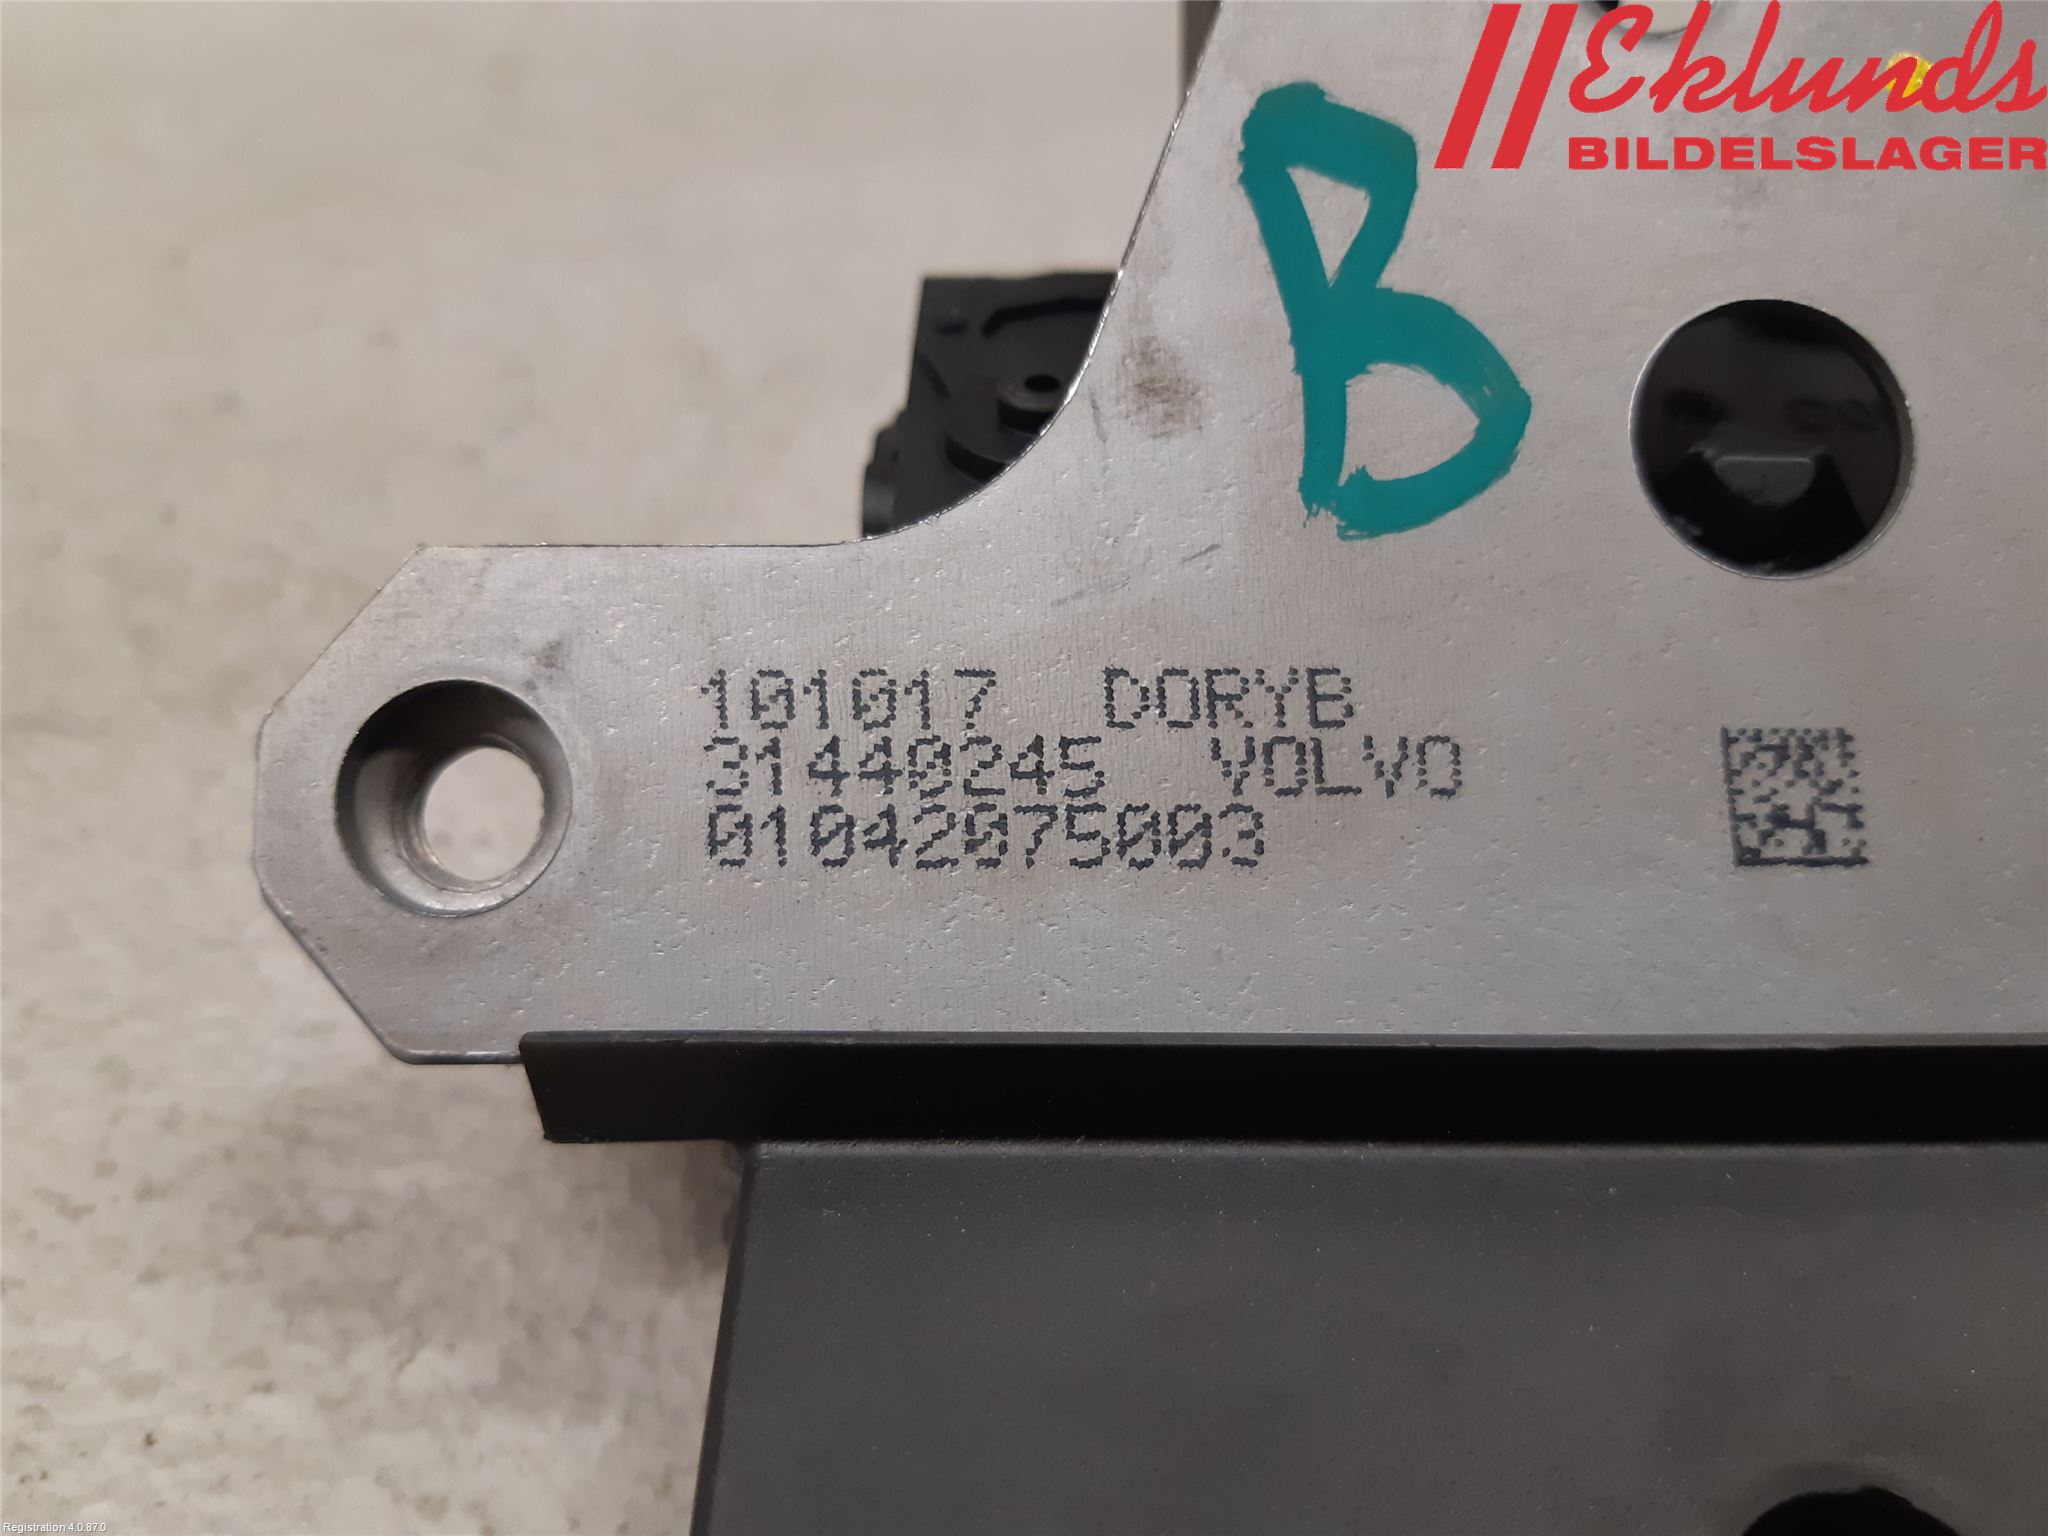 Eklunds
BILDELSLAGER
B
101017 DORYB
31440245 VOLVO
01042075003
Registration 4.0.87.0